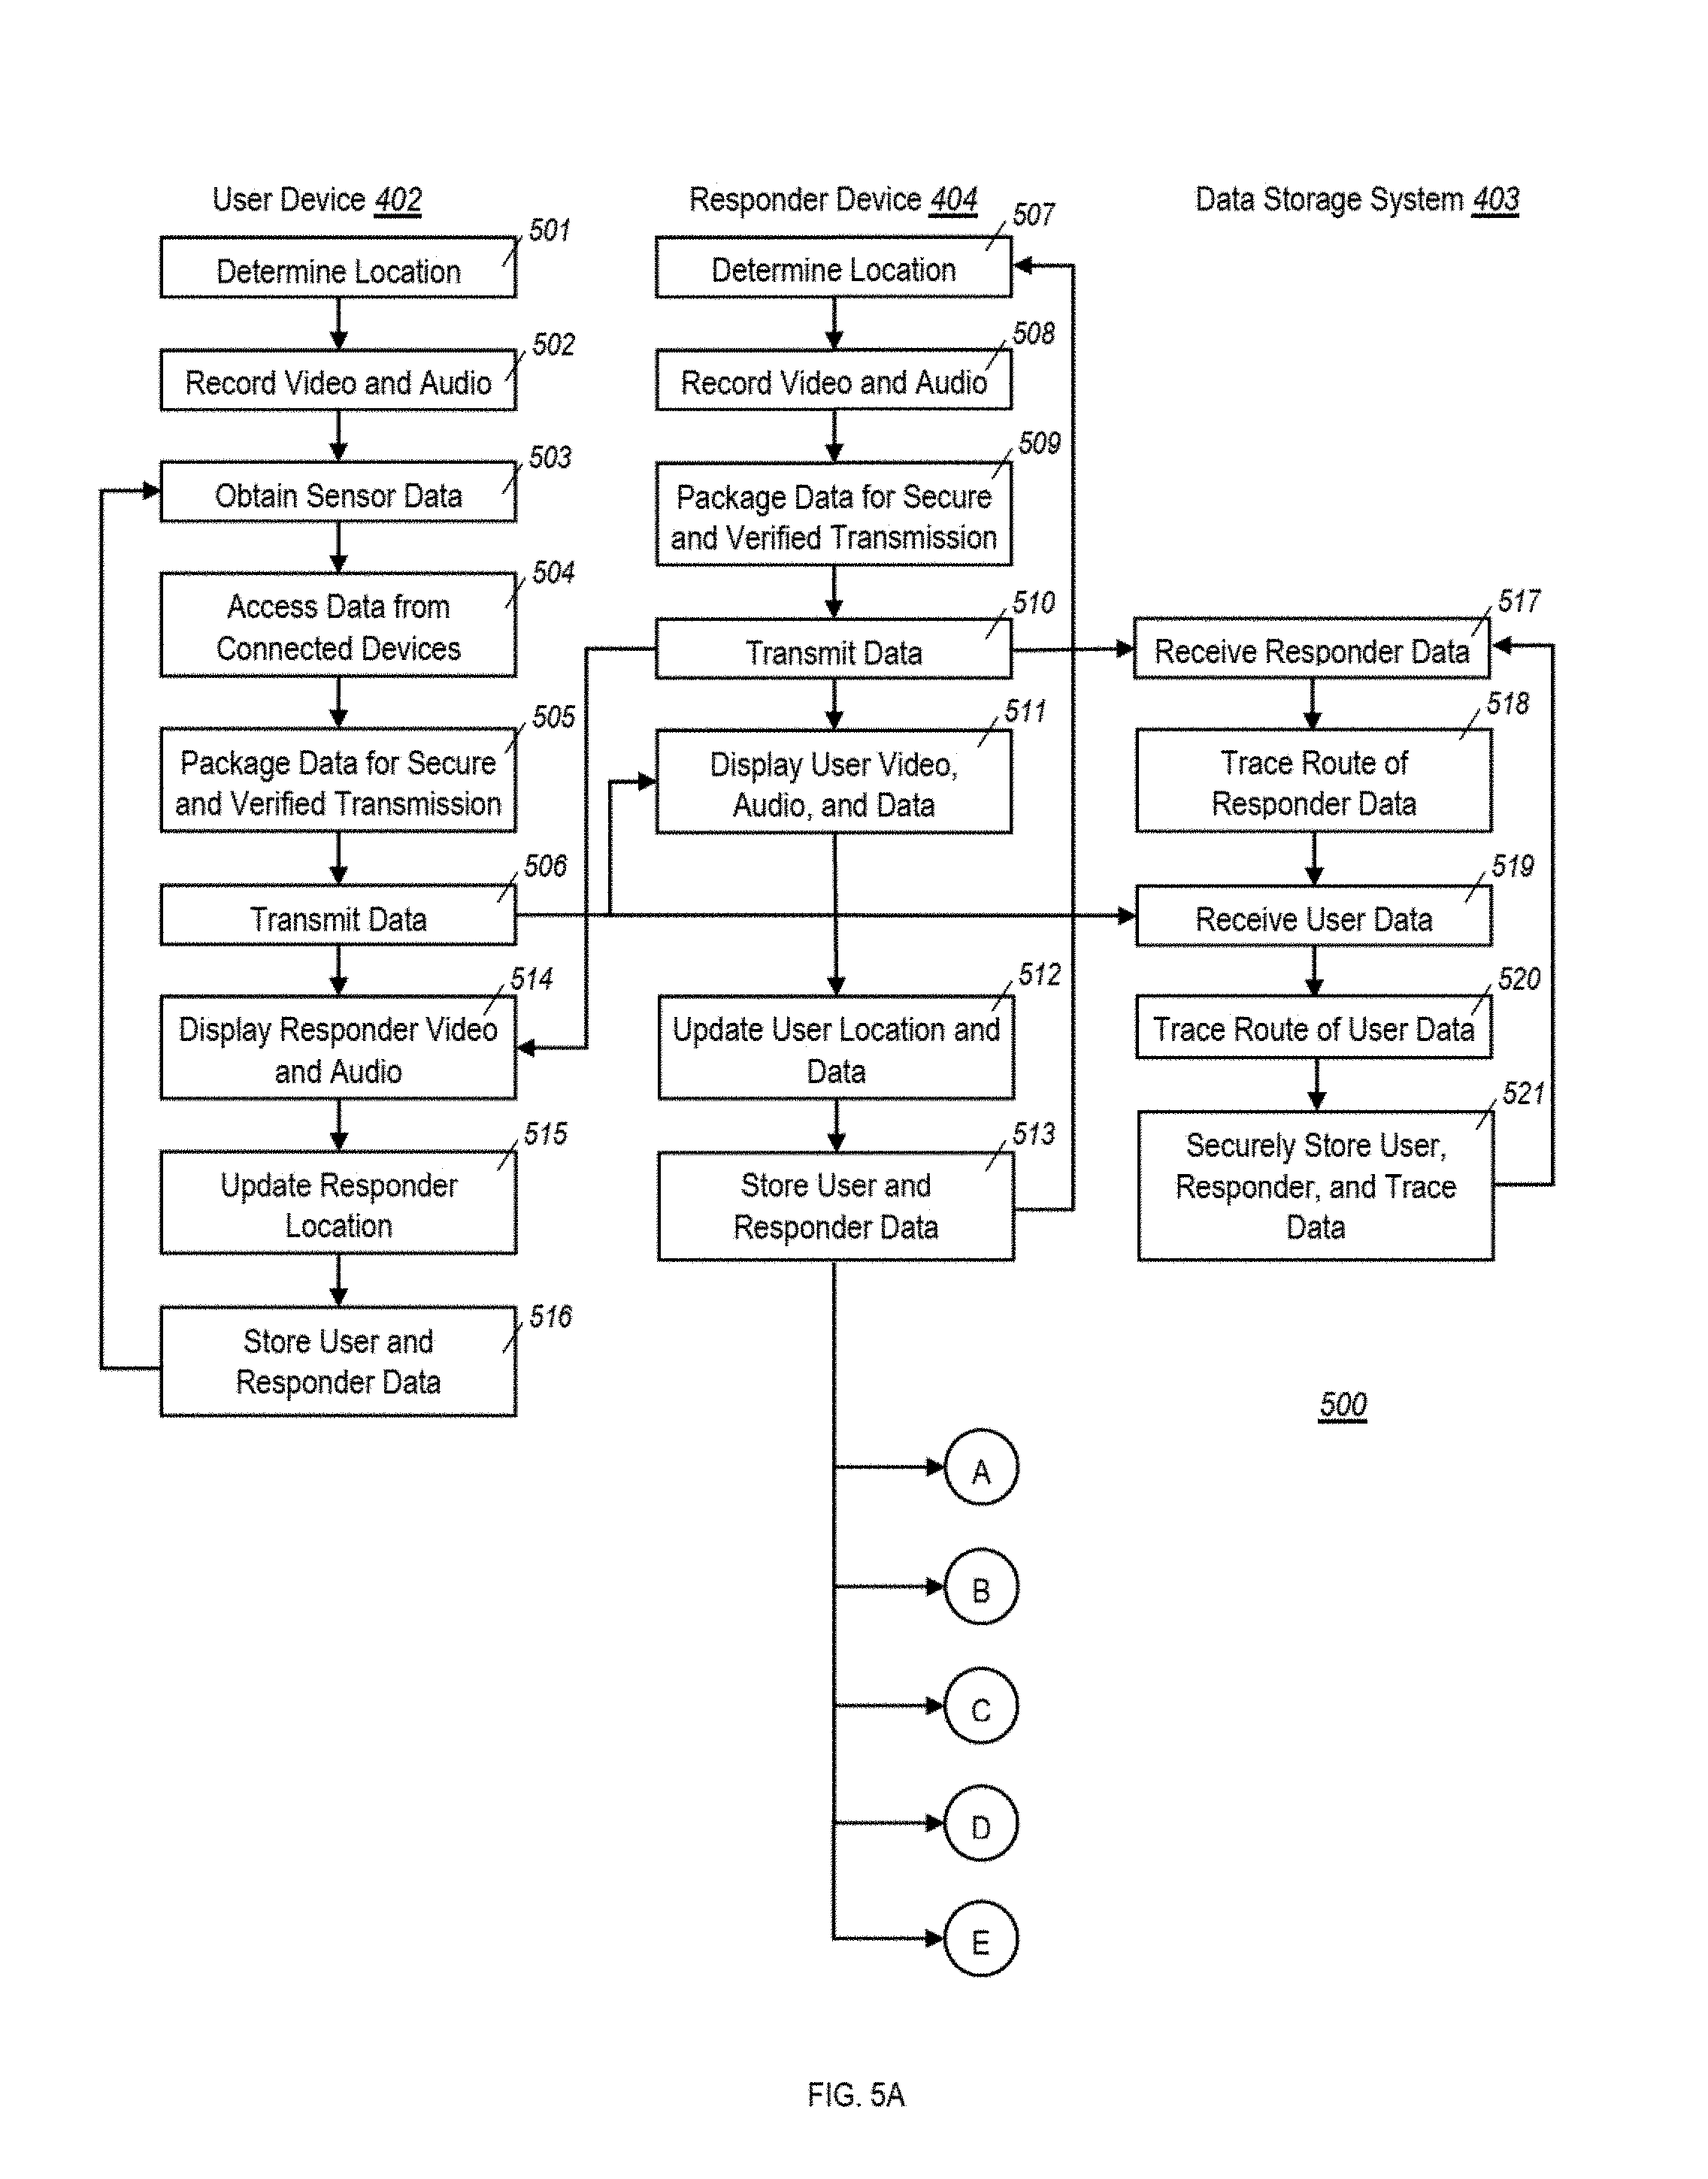 User Device 402
501
Determine Location
502
Record Video and Audio
503
Obtain Sensor Data
504
Access Data from
Connected Devices
505
Package Data for Secure
and Verified Transmission
506
Transmit Data
514
Display Responder Video
and Audio
515
Update Responder
Location
516
Store User and
Responder Data
Responder Device 404
507
Determine Location
508
Record Video and Audio
509
Package Data for Secure
and Verified Transmission
510
Transmit Data
511
Display User Video,
Audio, and Data
512
Update User Location and
Data
513
Store User and
Responder Data
A
B
C
D
E
Data Storage System 403
517
Receive Responder Data
518
Trace Route of
Responder Data
519
Receive User Data
520
Trace Route of User Data
521
Securely Store User,
Responder, and Trace
Data
500
FIG. 5A